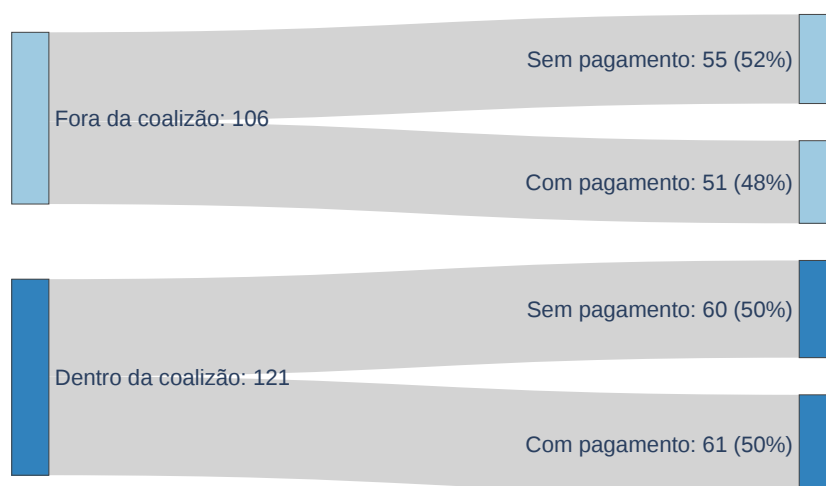 Sem pagamento: 55 (52%)
Fora da coalizão: 106
Com pagamento: 51 (48%)
Sem pagamento: 60 (50%)
Dentro da coalizão: 121
Com pagamento: 61 (50%)